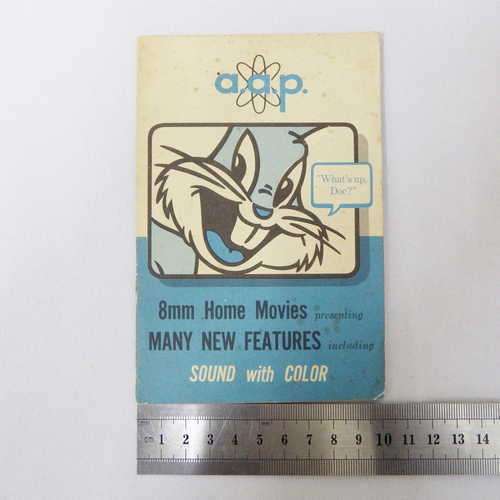 a.a.p.
"What's up,
Doc?"
8mm Home Movies presenting
MANY NEW FEATURES including
SOUND with COLOR
cm 1 2 3 4 5 6 7 8 9 10 11 12 13 14